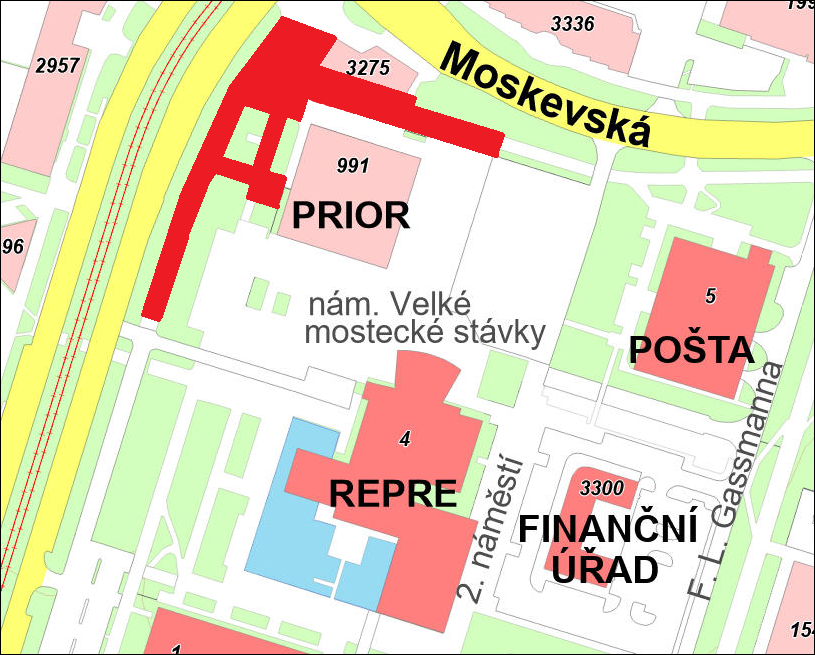 3336
199
2957
3275
Moskevská
991
PRIOR
96
5
nám. Velké
mostecké stávky
POŠTA
4
REPRE
3300
FINANČNÍ
ÚŘAD
2. náměstí
F. L. Gassmanna
1
154